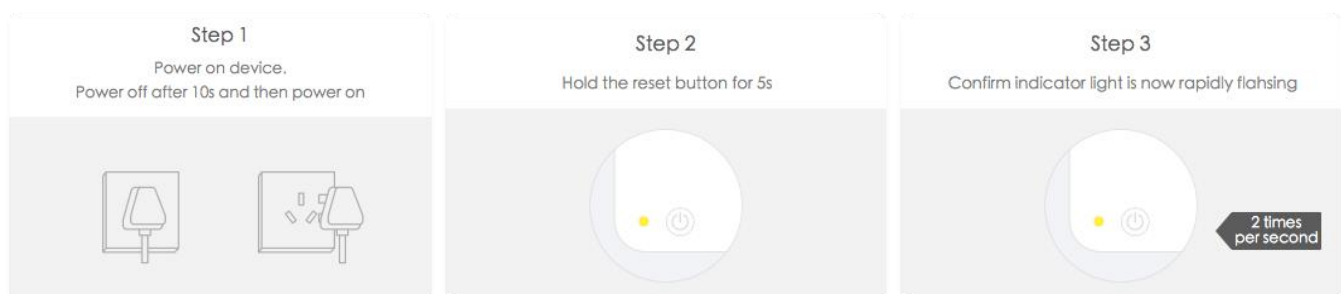 Step 1
Power on device.
Power off after 10s and then power on
Step 2
Hold the reset button for 5s
Step 3
Confirm indicator light is now rapidly flahsing
2 times
per second